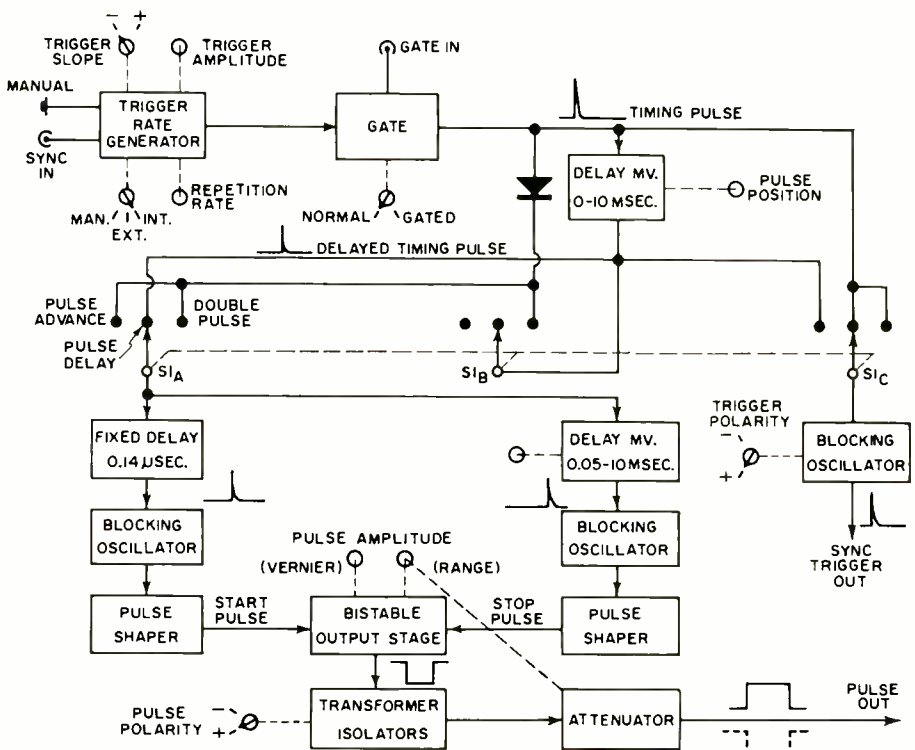 − +
TRIGGER
SLOPE
TRIGGER
AMPLITUDE
GATE IN
MANUAL
SYNC
IN
TRIGGER
RATE
GENERATOR
GATE
TIMING PULSE
DELAY MV.
0-10 MSEC.
PULSE
POSITION
MAN. INT.
EXT.
REPETITION
RATE
NORMAL GATED
DELAYED TIMING PULSE
PULSE
ADVANCE
DOUBLE
PULSE
PULSE
DELAY
S1A
S1B
S1C
FIXED DELAY
0.14 μSEC.
DELAY MV.
0.05-10 MSEC.
TRIGGER
POLARITY
−
+
BLOCKING
OSCILLATOR
BLOCKING
OSCILLATOR
BLOCKING
OSCILLATOR
SYNC
TRIGGER
OUT
PULSE AMPLITUDE
(VERNIER) (RANGE)
PULSE
SHAPER
START
PULSE
BISTABLE
OUTPUT STAGE
STOP
PULSE
PULSE
SHAPER
PULSE
POLARITY
−
+
TRANSFORMER
ISOLATORS
ATTENUATOR
PULSE
OUT